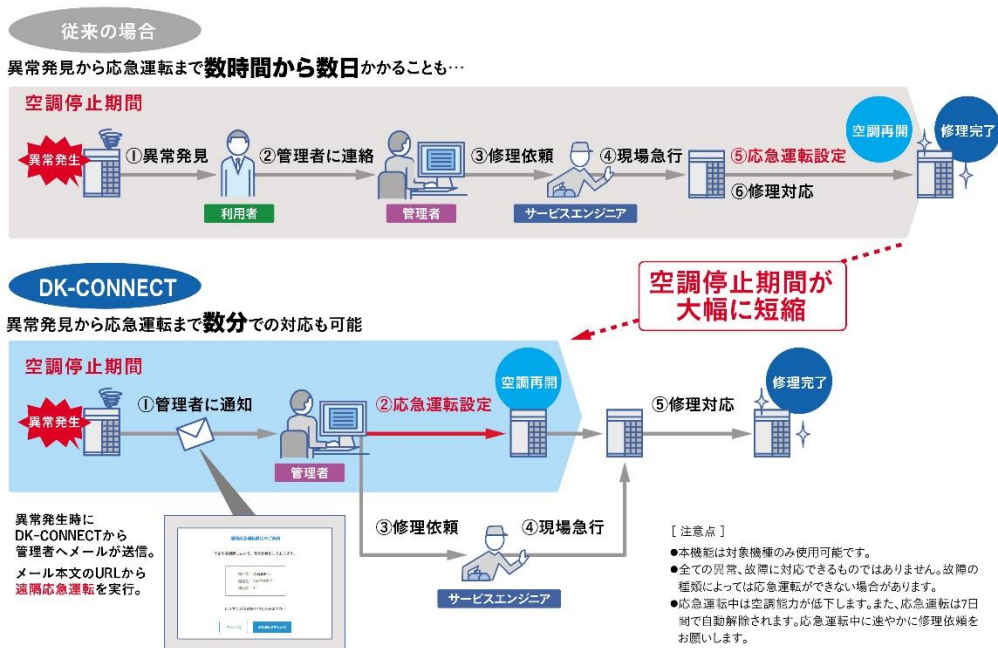 従来の場合
異常発見から応急運転まで数時間から数日かかることも…
空調停止期間
異常発生
①異常発見
②管理者に連絡
③修理依頼
④現場急行
⑤応急運転設定
⑥修理対応
空調再開
修理完了
利用者
管理者
サービスエンジニア
DK-CONNECT
異常発見から応急運転まで数分での対応も可能
空調停止期間が
大幅に短縮
空調停止期間
異常発生
①管理者に通知
②応急運転設定
空調再開
⑤修理対応
修理完了
管理者
③修理依頼
④現場急行
サービスエンジニア
異常発生時に
DK-CONNECTから
管理者へメールが送信。
メール本文のURLから
遠隔応急運転を実行。
[ 注意点 ]
●本機能は対象機種のみ使用可能です。
●全ての異常、故障に対応できるものではありません。故障の
種類によっては応急運転ができない場合があります。
●応急運転中は空調能力が低下します。また、応急運転は7日
間で自動解除されます。応急運転中に速やかに修理依頼を
お願いします。